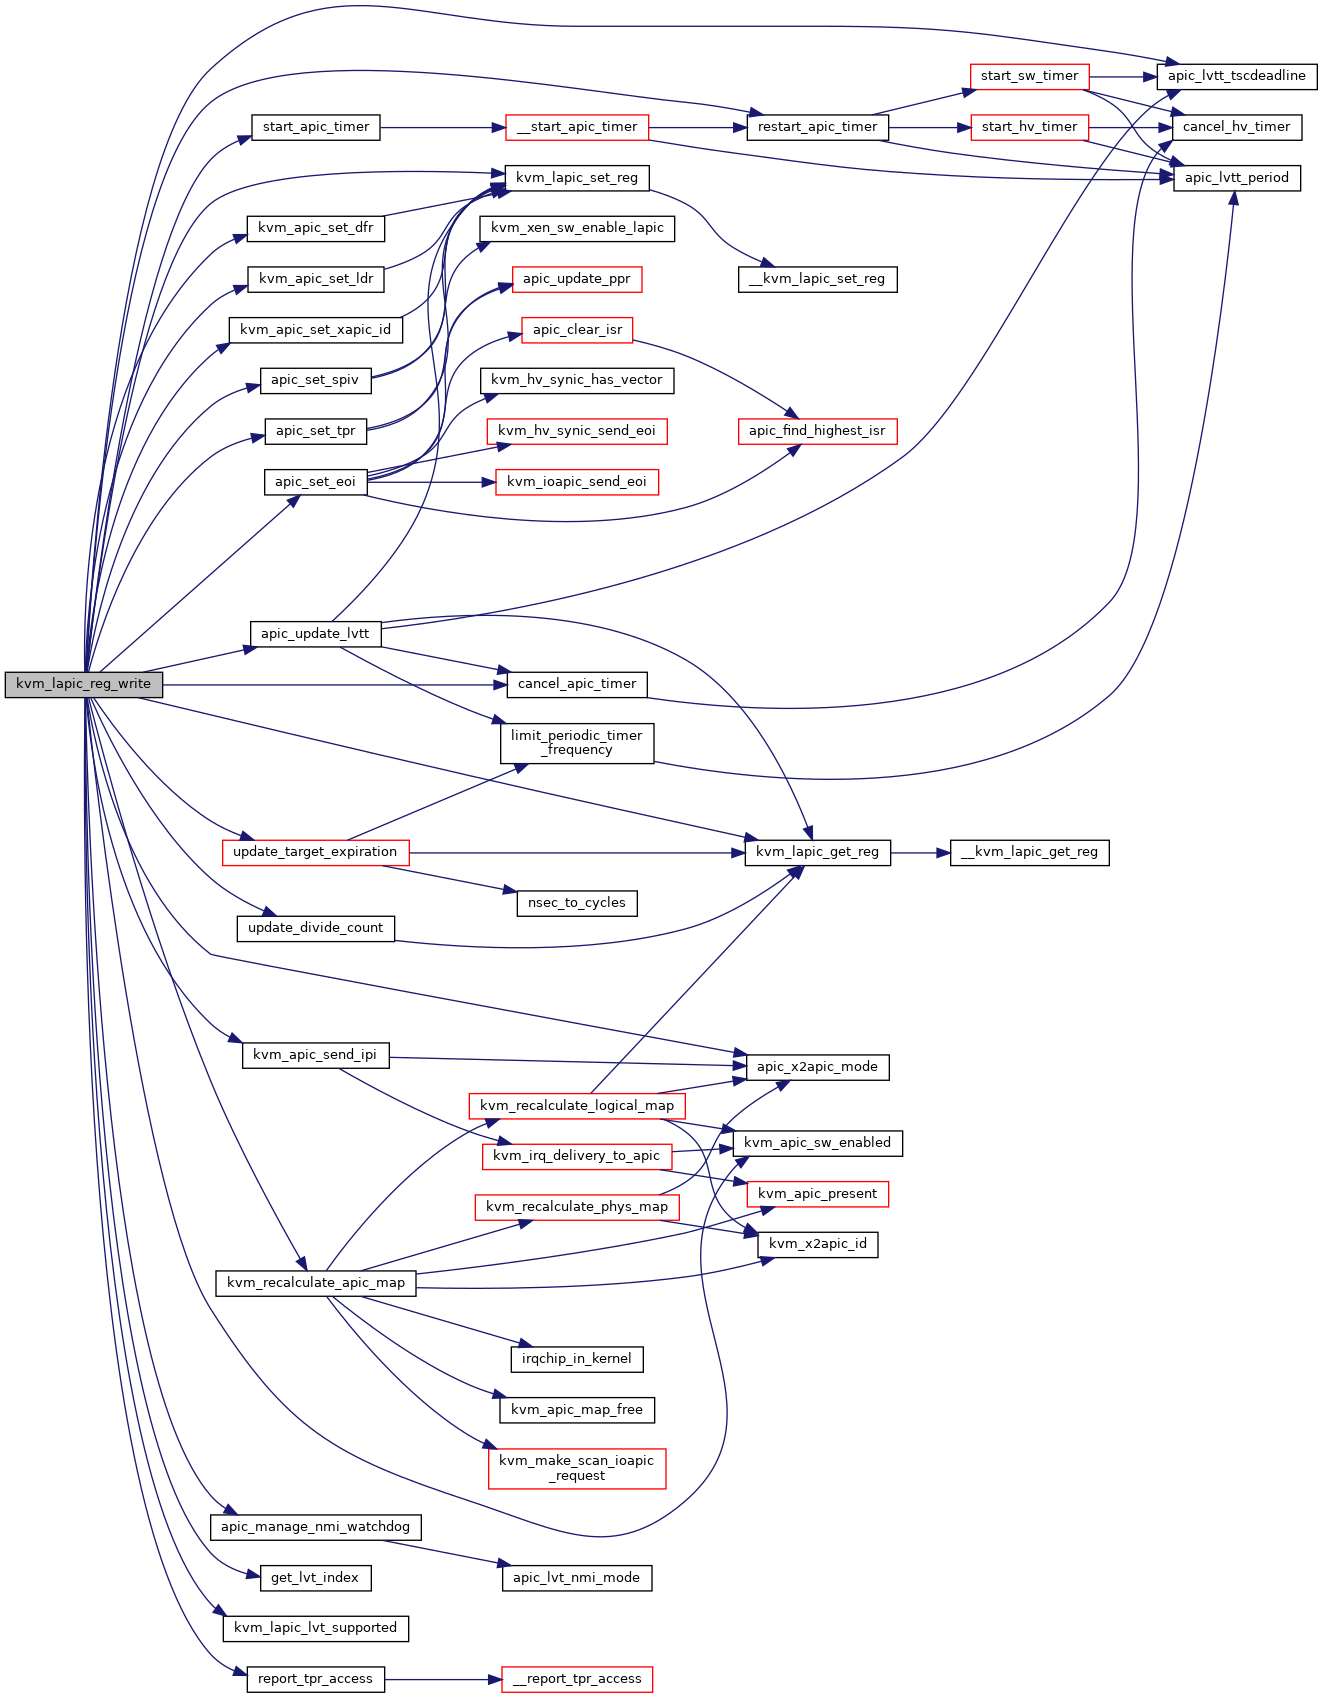 apic_lvtt_tscdeadline
start_sw_timer
start_apic_timer
__start_apic_timer
restart_apic_timer
start_hv_timer
cancel_hv_timer
kvm_lapic_set_reg
apic_lvtt_period
kvm_apic_set_dfr
kvm_xen_sw_enable_lapic
kvm_apic_set_ldr
apic_update_ppr
__kvm_lapic_set_reg
kvm_apic_set_xapic_id
apic_clear_isr
apic_set_spiv
kvm_hv_synic_has_vector
apic_set_tpr
kvm_hv_synic_send_eoi
apic_find_highest_isr
apic_set_eoi
kvm_ioapic_send_eoi
apic_update_lvtt
kvm_lapic_reg_write
cancel_apic_timer
limit_periodic_timer
_frequency
update_target_expiration
kvm_lapic_get_reg
__kvm_lapic_get_reg
nsec_to_cycles
update_divide_count
kvm_apic_send_ipi
apic_x2apic_mode
kvm_recalculate_logical_map
kvm_apic_sw_enabled
kvm_irq_delivery_to_apic
kvm_apic_present
kvm_recalculate_phys_map
kvm_x2apic_id
kvm_recalculate_apic_map
irqchip_in_kernel
kvm_apic_map_free
kvm_make_scan_ioapic
_request
apic_manage_nmi_watchdog
get_lvt_index
apic_lvt_nmi_mode
kvm_lapic_lvt_supported
report_tpr_access
__report_tpr_access